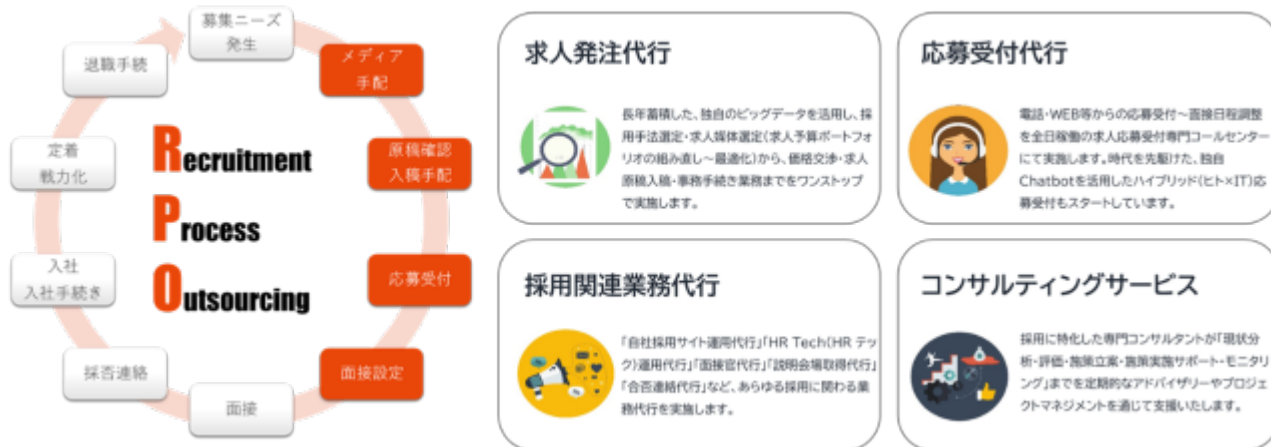 募集ニーズ
発生
メディア
手配
原稿確認
入稿手配
応募受付
面接設定
面接
採否連絡
入社
入社手続き
定着
戦力化
退職手続
Recruitment
Process
Outsourcing
求人発注代行
長年蓄積した、独自のビッグデータを活用し、採
用手法選定・求人媒体選定(求人予算ポートフォ
リオの組み直し~最適化)から、価格交渉・求人
原稿入稿・事務手続き業務までをワンストップ
で実施します。
応募受付代行
電話・WEB等からの応募受付~面接日程調整
を全日稼働の求人応募受付専門コールセンター
にて実施します。時代を先駆けた、独自
Chatbotを活用したハイブリッド(ヒト×IT)応
募受付もスタートしています。
採用関連業務代行
「自社採用サイト運用代行」「HR Tech(HR テッ
ク)運用代行」「面接官代行」「説明会場取得代行」
「合否連絡代行」など、あらゆる採用に関わる業
務代行を実施します。
コンサルティングサービス
採用に特化した専門コンサルタントが「現状分
析・評価・施策立案・施策実施サポート・モニタリ
ング」までを定期的なアドバイザリーやプロジェ
クトマネジメントを通じて支援いたします。